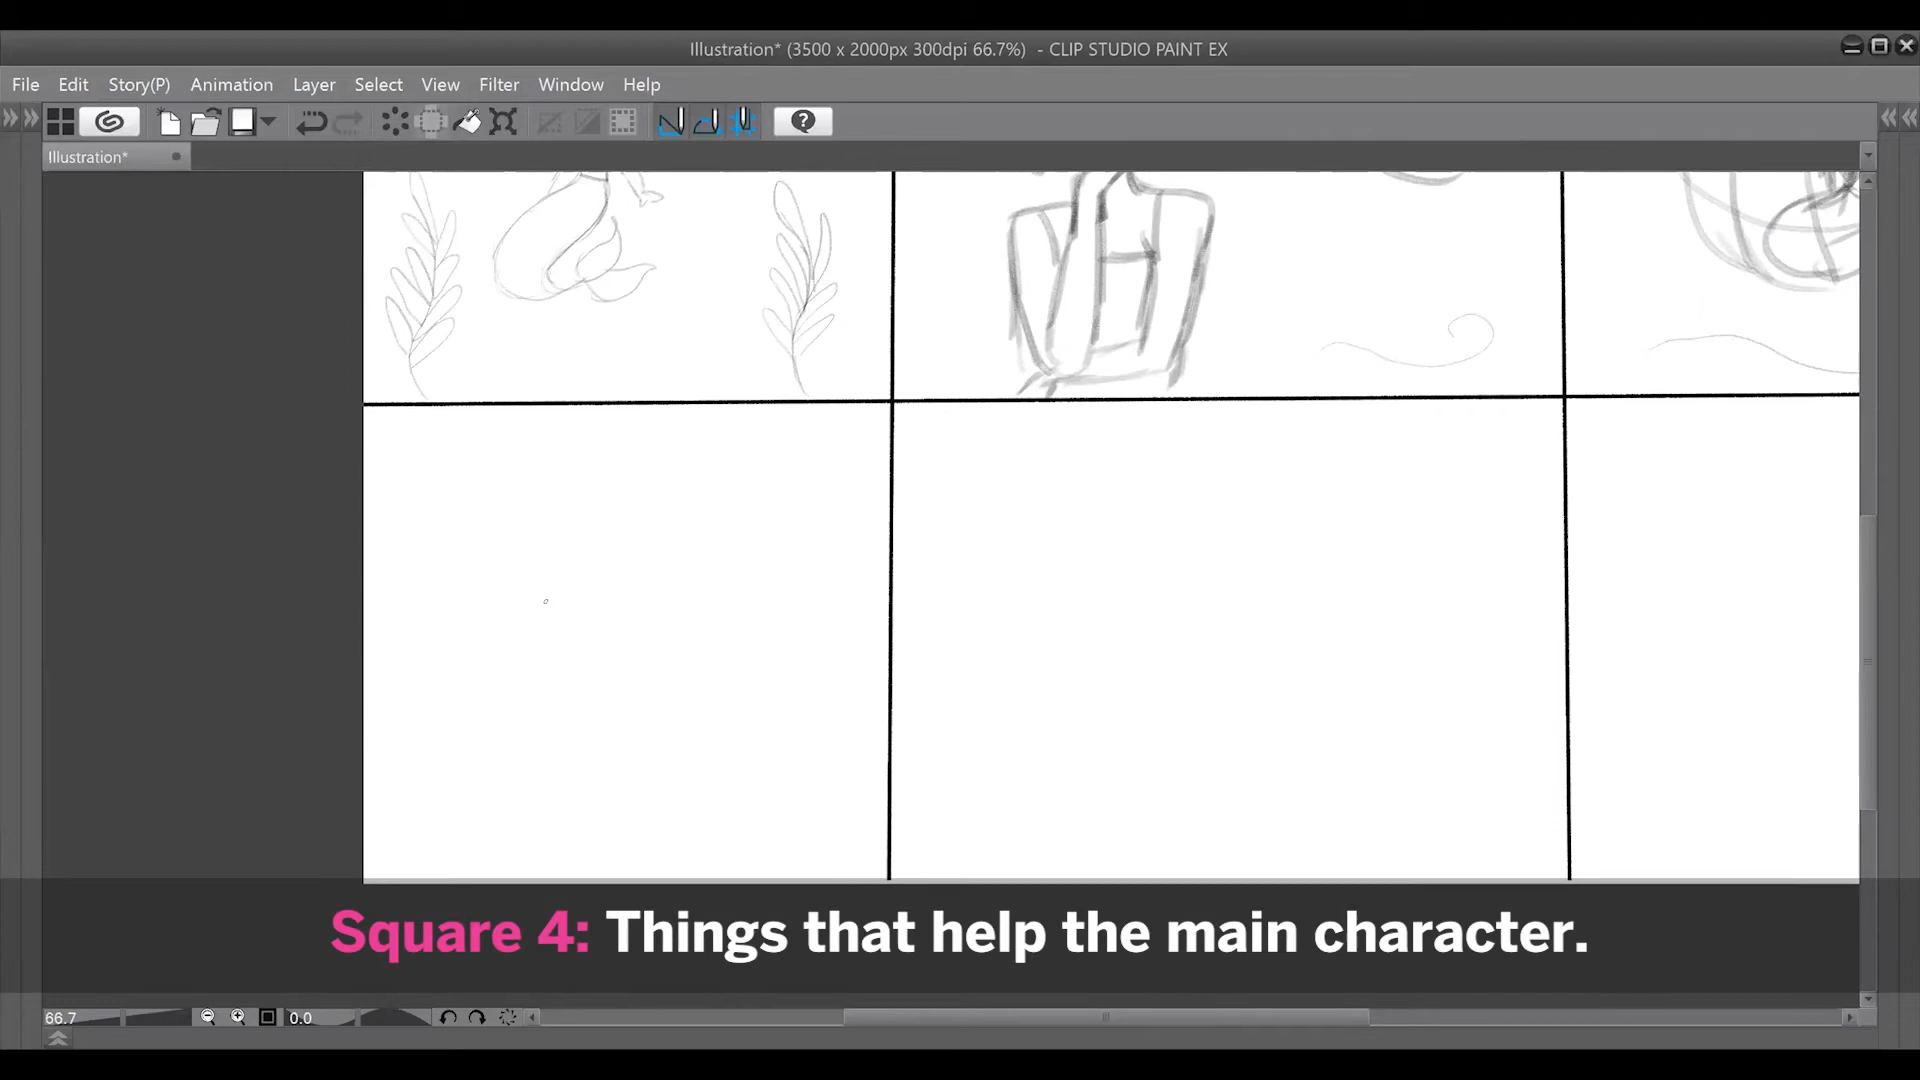 Illustration* (3500 x 2000px 300dpi 66.7%) - CLIP STUDIO PAINT EX
File Edit Story(P) Animation Layer Select View Filter Window Help
Illustration*
Square 4: Things that help the main character.
66.7 0.0